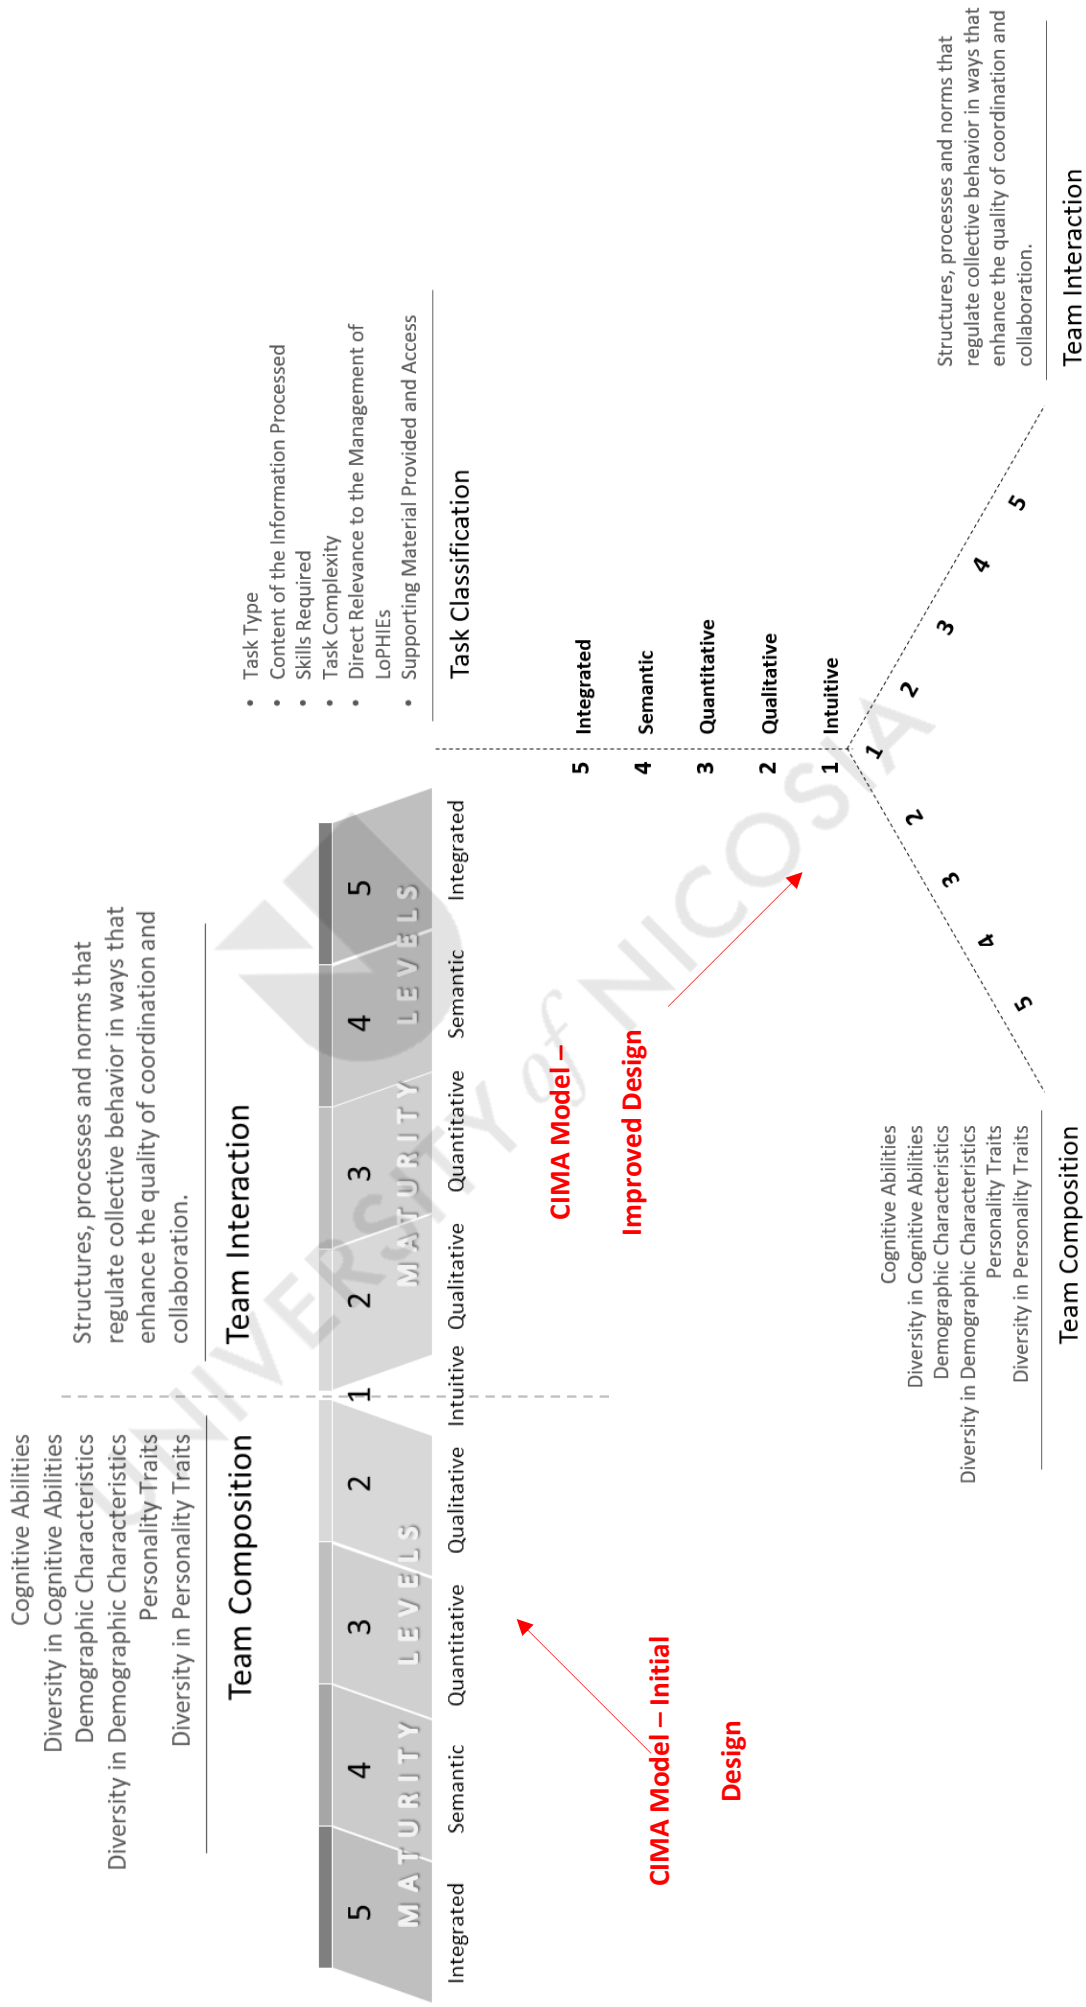 Cognitive Abilities
Diversity in Cognitive Abilities
Demographic Characteristics
Diversity in Demographic Characteristics
Personality Traits
Diversity in Personality Traits
Team Composition
Structures, processes and norms that
regulate collective behavior in ways that
enhance the quality of coordination and
collaboration.
Team Interaction
5 4 3 2 1 2 3 4 5
MATURITY LEVELS MATURITY LEVELS
Integrated Semantic Quantitative Qualitative Intuitive Qualitative Quantitative Semantic Integrated
CIMA Model – Initial
Design
CIMA Model –
Improved Design
• Task Type
• Content of the Information Processed
• Skills Required
• Task Complexity
• Direct Relevance to the Management of
LoPHIEs
• Supporting Material Provided and Access
Task Classification
5 Integrated
4 Semantic
3 Quantitative
2 Qualitative
1 Intuitive
1
2 2
3 3
4 4
5 5
Cognitive Abilities
Diversity in Cognitive Abilities
Demographic Characteristics
Diversity in Demographic Characteristics
Personality Traits
Diversity in Personality Traits
Team Composition
Structures, processes and norms that
regulate collective behavior in ways that
enhance the quality of coordination and
collaboration.
Team Interaction
UNIVERSITY of NICOSIA